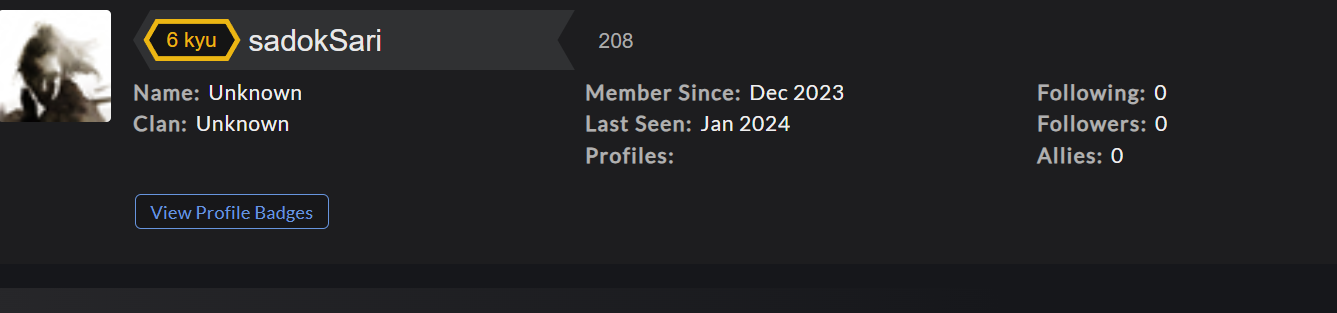 6 kyu sadokSari 208
Name: Unknown Member Since: Dec 2023 Following: 0
Clan: Unknown Last Seen: Jan 2024 Followers: 0
Profiles: Allies: 0
View Profile Badges